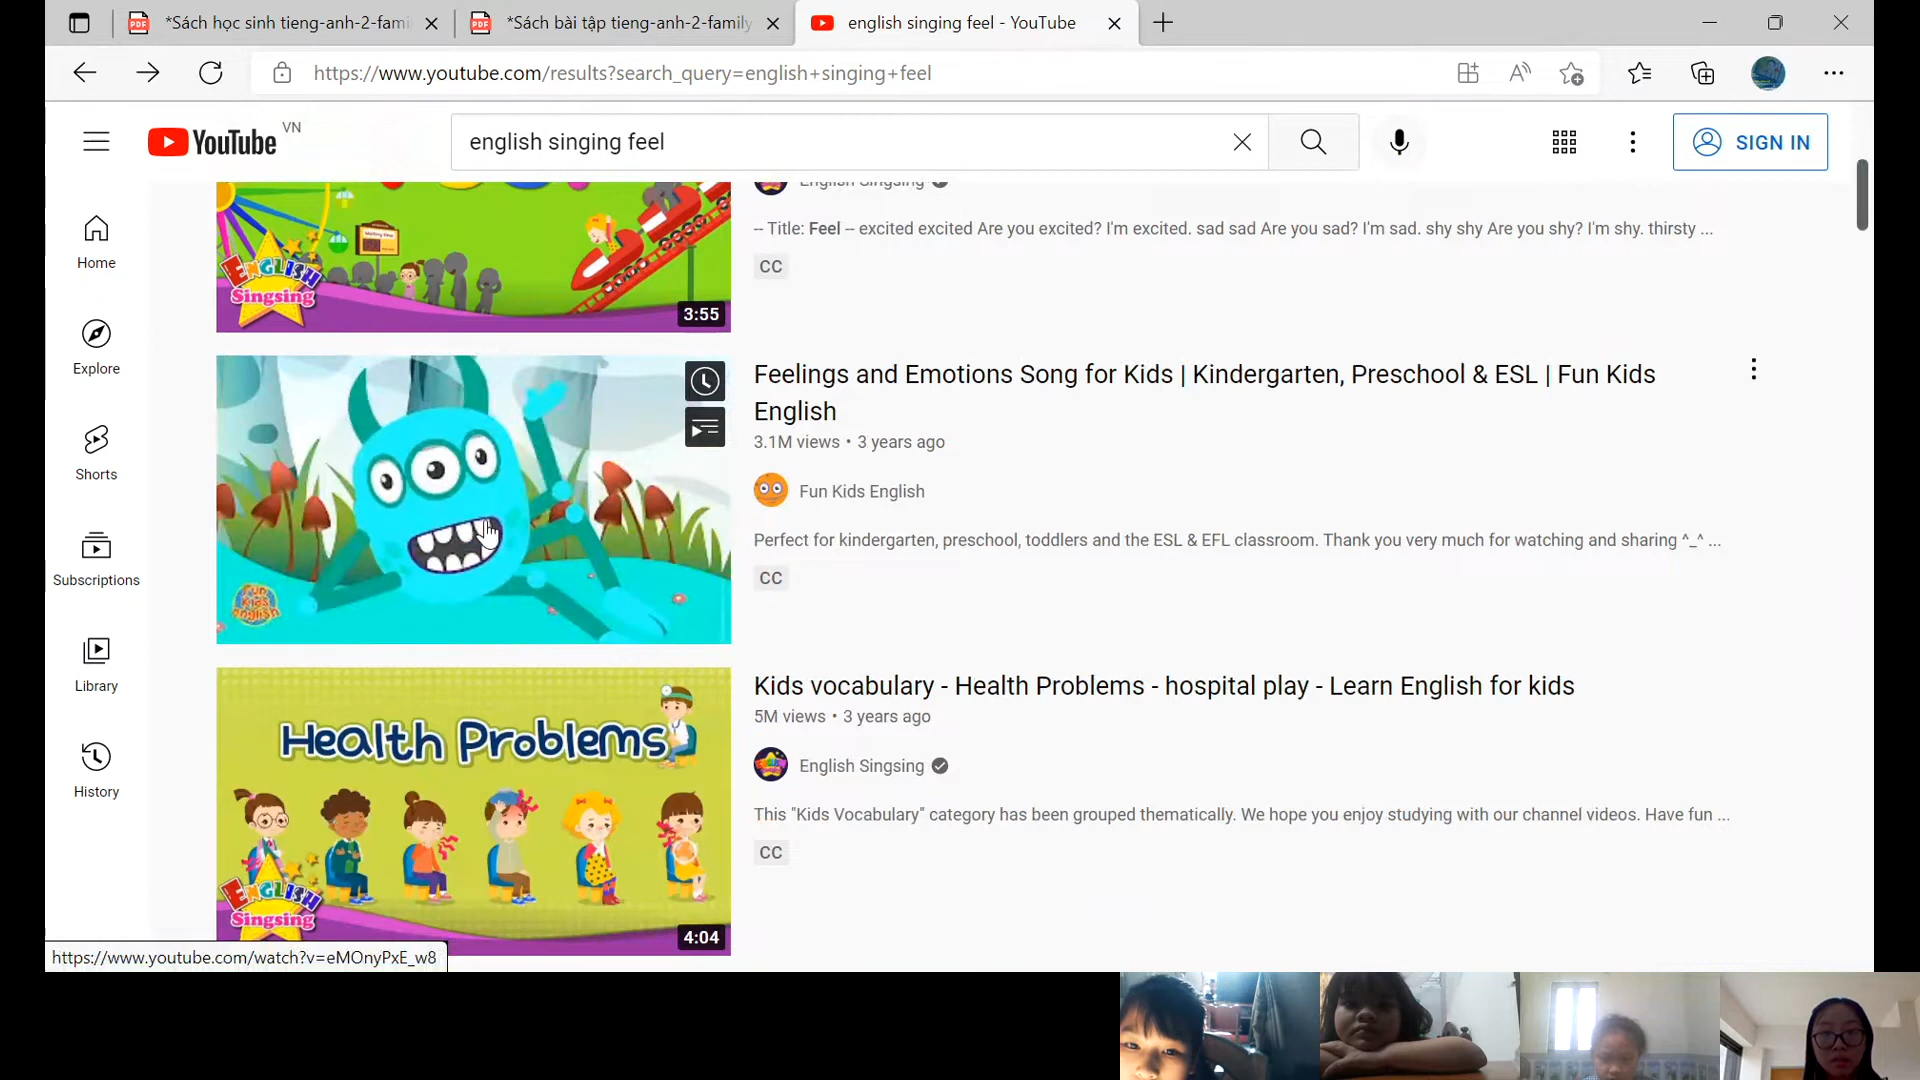 *Sách học sinh tieng-anh-2-fami
*Sách bài tập tieng-anh-2-family
english singing feel - YouTube
https://www.youtube.com/results?search_query=english+singing+feel
YouTube VN
english singing feel
SIGN IN
Home
Explore
Shorts
Subscriptions
Library
History
English Singsing
-- Title: Feel -- excited excited Are you excited? I'm excited. sad sad Are you sad? I'm sad. shy shy Are you shy? I'm shy. thirsty ...
CC
ENGLISH
Singsing
3:55
Feelings and Emotions Song for Kids | Kindergarten, Preschool & ESL | Fun Kids
English
3.1M views • 3 years ago
Fun Kids English
Perfect for kindergarten, preschool, toddlers and the ESL & EFL classroom. Thank you very much for watching and sharing ^_^ ...
CC
Fun
Kids
English
Kids vocabulary - Health Problems - hospital play - Learn English for kids
5M views • 3 years ago
English Singsing
This "Kids Vocabulary" category has been grouped thematically. We hope you enjoy studying with our channel videos. Have fun ...
CC
Health Problems
ENGLISH
Singsing
4:04
https://www.youtube.com/watch?v=eMOnyPxE_w8